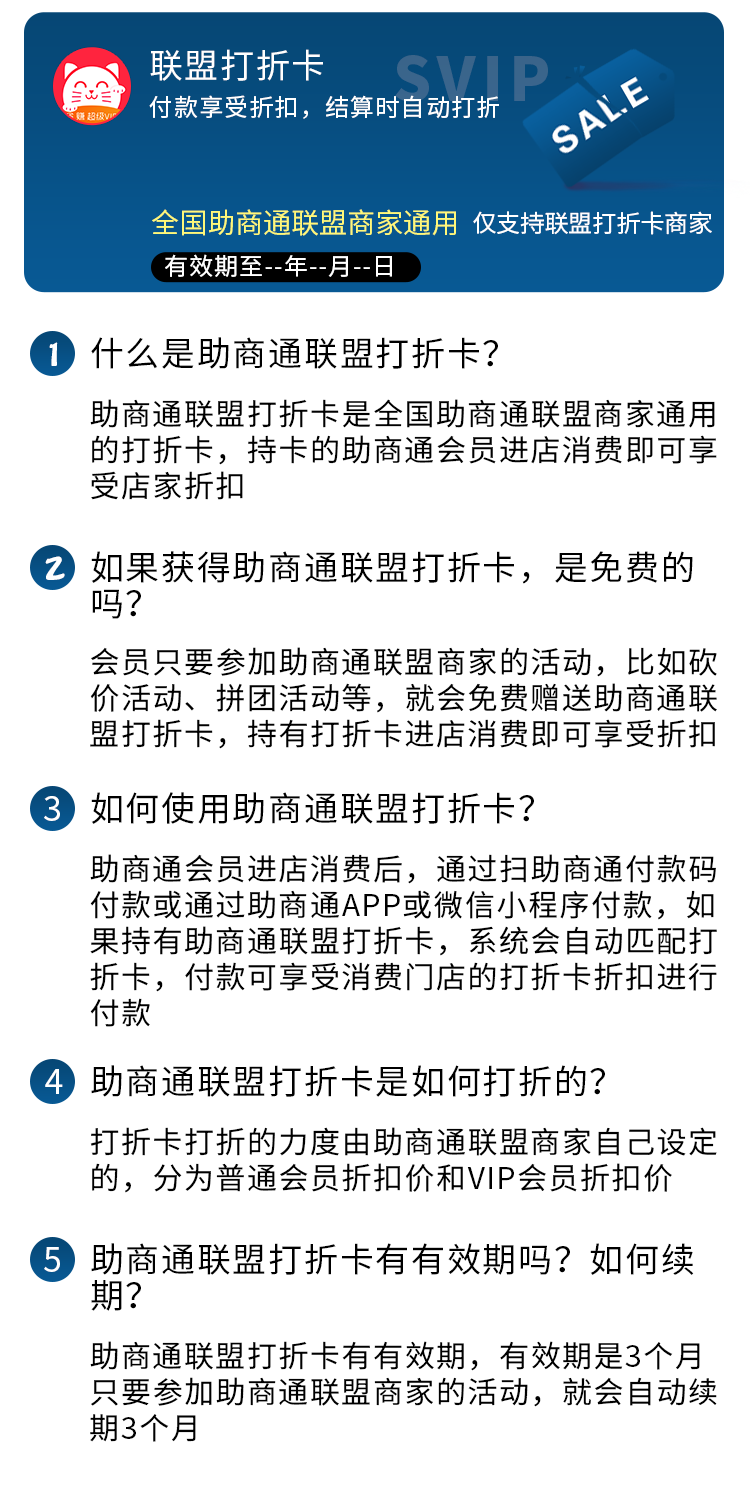 联盟打折卡
SVIP
付款享受折扣，结算时自动打折
SALE
赚 超级VIP
全国助商通联盟商家通用 仅支持联盟打折卡商家
有效期至--年--月--日
1 什么是助商通联盟打折卡？
助商通联盟打折卡是全国助商通联盟商家通用
的打折卡，持卡的助商通会员进店消费即可享
受店家折扣
2 如果获得助商通联盟打折卡，是免费的
吗？
会员只要参加助商通联盟商家的活动，比如砍
价活动、拼团活动等，就会免费赠送助商通联
盟打折卡，持有打折卡进店消费即可享受折扣
3 如何使用助商通联盟打折卡？
助商通会员进店消费后，通过扫助商通付款码
付款或通过助商通APP或微信小程序付款，如
果持有助商通联盟打折卡，系统会自动匹配打
折卡，付款可享受消费门店的打折卡折扣进行
付款
4 助商通联盟打折卡是如何打折的？
打折卡打折的力度由助商通联盟商家自己设定
的，分为普通会员折扣价和VIP会员折扣价
5 助商通联盟打折卡有有效期吗？如何续
期？
助商通联盟打折卡有有效期，有效期是3个月
只要参加助商通联盟商家的活动，就会自动续
期3个月